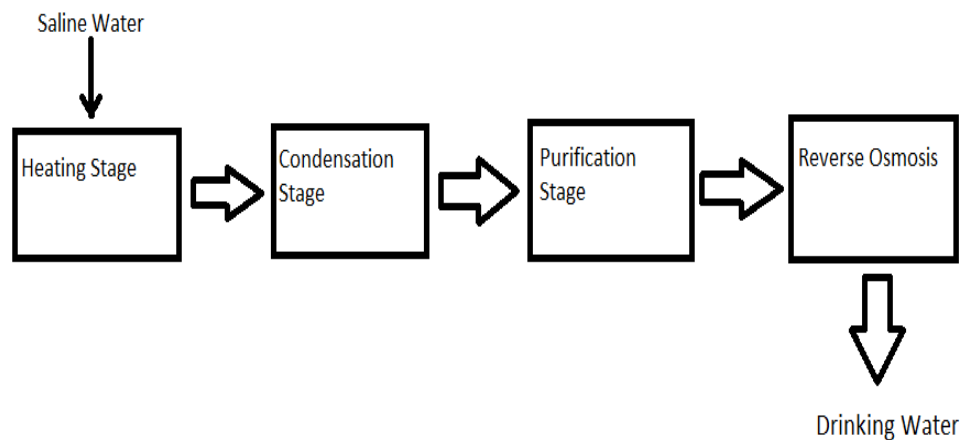 Saline Water
Heating Stage
Condensation
Stage
Purification
Stage
Reverse Osmosis
Drinking Water